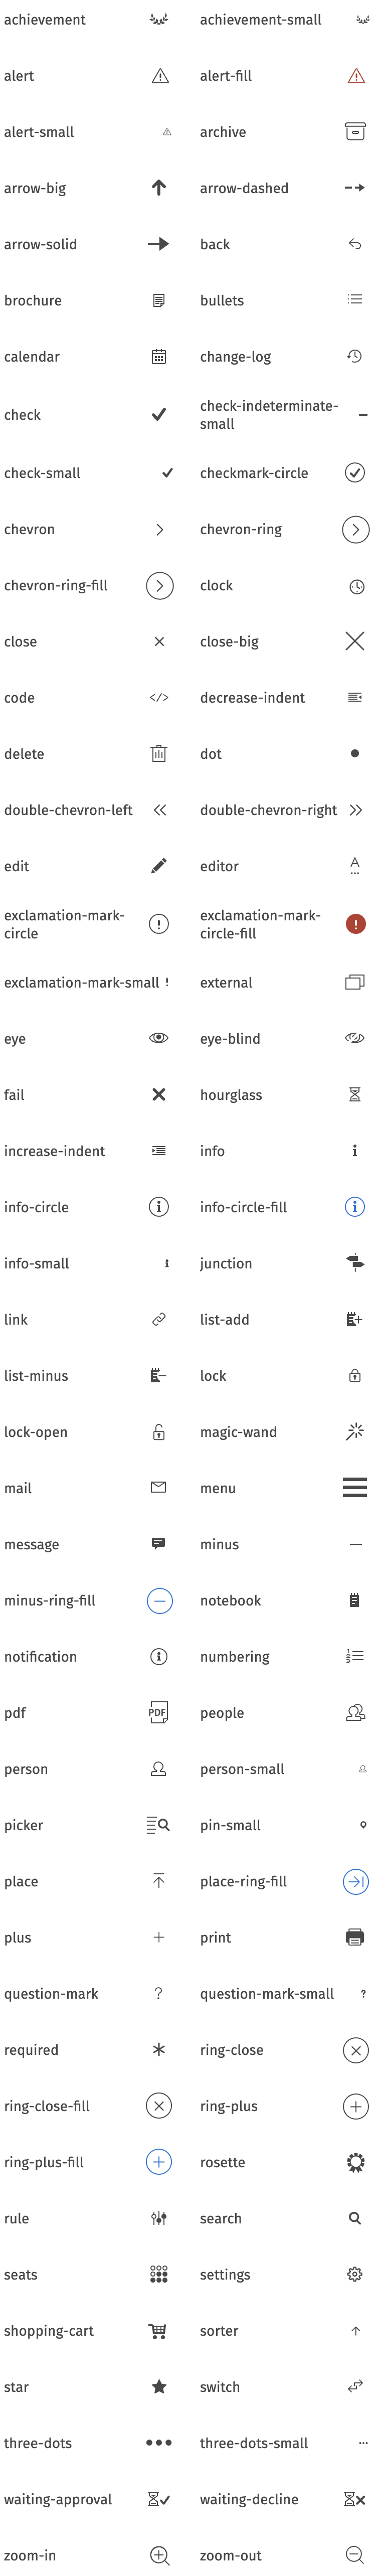 achievement achievement-small
alert alert-fill
alert-small archive
arrow-big arrow-dashed
arrow-solid back
brochure bullets
calendar change-log
check check-indeterminate-
small
check-small checkmark-circle
chevron chevron-ring
chevron-ring-fill clock
close close-big
code decrease-indent
delete dot
double-chevron-left double-chevron-right
edit editor
exclamation-mark- exclamation-mark-
circle circle-fill
exclamation-mark-small external
eye eye-blind
fail hourglass
increase-indent info
info-circle info-circle-fill
info-small junction
link list-add
list-minus lock
lock-open magic-wand
mail menu
message minus
minus-ring-fill notebook
notification numbering
pdf PDF people
person person-small
picker pin-small
place place-ring-fill
plus print
question-mark question-mark-small
required ring-close
ring-close-fill ring-plus
ring-plus-fill rosette
rule search
seats settings
shopping-cart sorter
star switch
three-dots three-dots-small
waiting-approval waiting-decline
zoom-in zoom-out